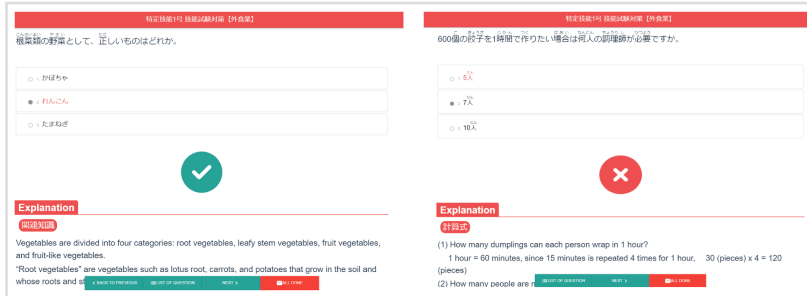 特定技能1号 技能試験対策【外食業】
根菜類の野菜として、正しいものはどれか。
1. かぼちゃ
2. れんこん
3. たまねぎ
Explanation
関連知識
Vegetables are divided into four categories: root vegetables, leafy stem vegetables, fruit vegetables,
and fruit-like vegetables.
"Root vegetables" are vegetables such as lotus root, carrots, and potatoes that grow in the soil and
whose roots and st
BACK TO PREVIOUS
LIST OF QUESTION
NEXT
ALL DONE
特定技能1号 技能試験対策【外食業】
600個の餃子を1時間で作りたい場合は何人の調理師が必要ですか。
1. 5人
2. 7人
3. 10人
Explanation
計算式
(1) How many dumplings can each person wrap in 1 hour?
1 hour = 60 minutes, since 15 minutes is repeated 4 times for 1 hour, 30 (pieces) x 4 = 120
(pieces)
(2) How many people are n
LIST OF QUESTION
NEXT
ALL DONE